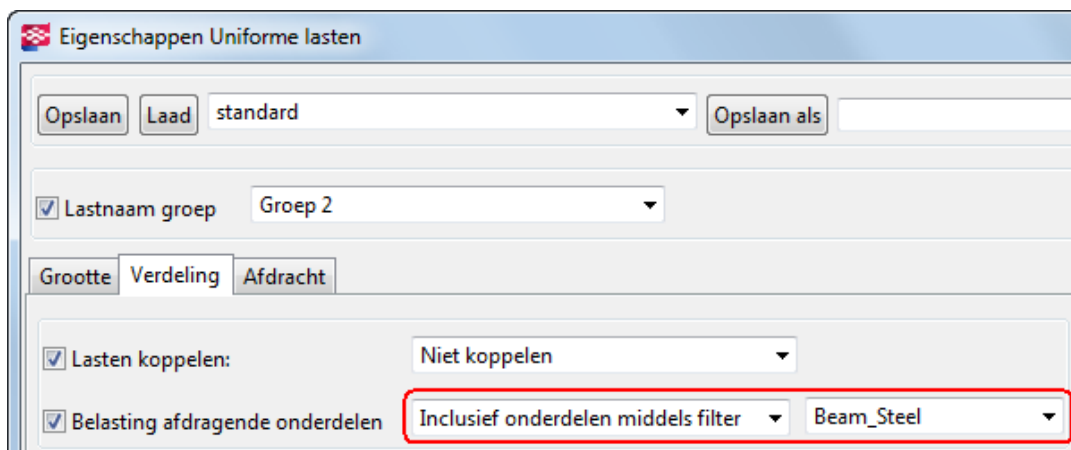 Eigenschappen Uniforme lasten
Opslaan Laad standard Opslaan als
Lastnaam groep Groep 2
Grootte Verdeling Afdracht
Lasten koppelen: Niet koppelen
Belasting afdragende onderdelen Inclusief onderdelen middels filter Beam_Steel